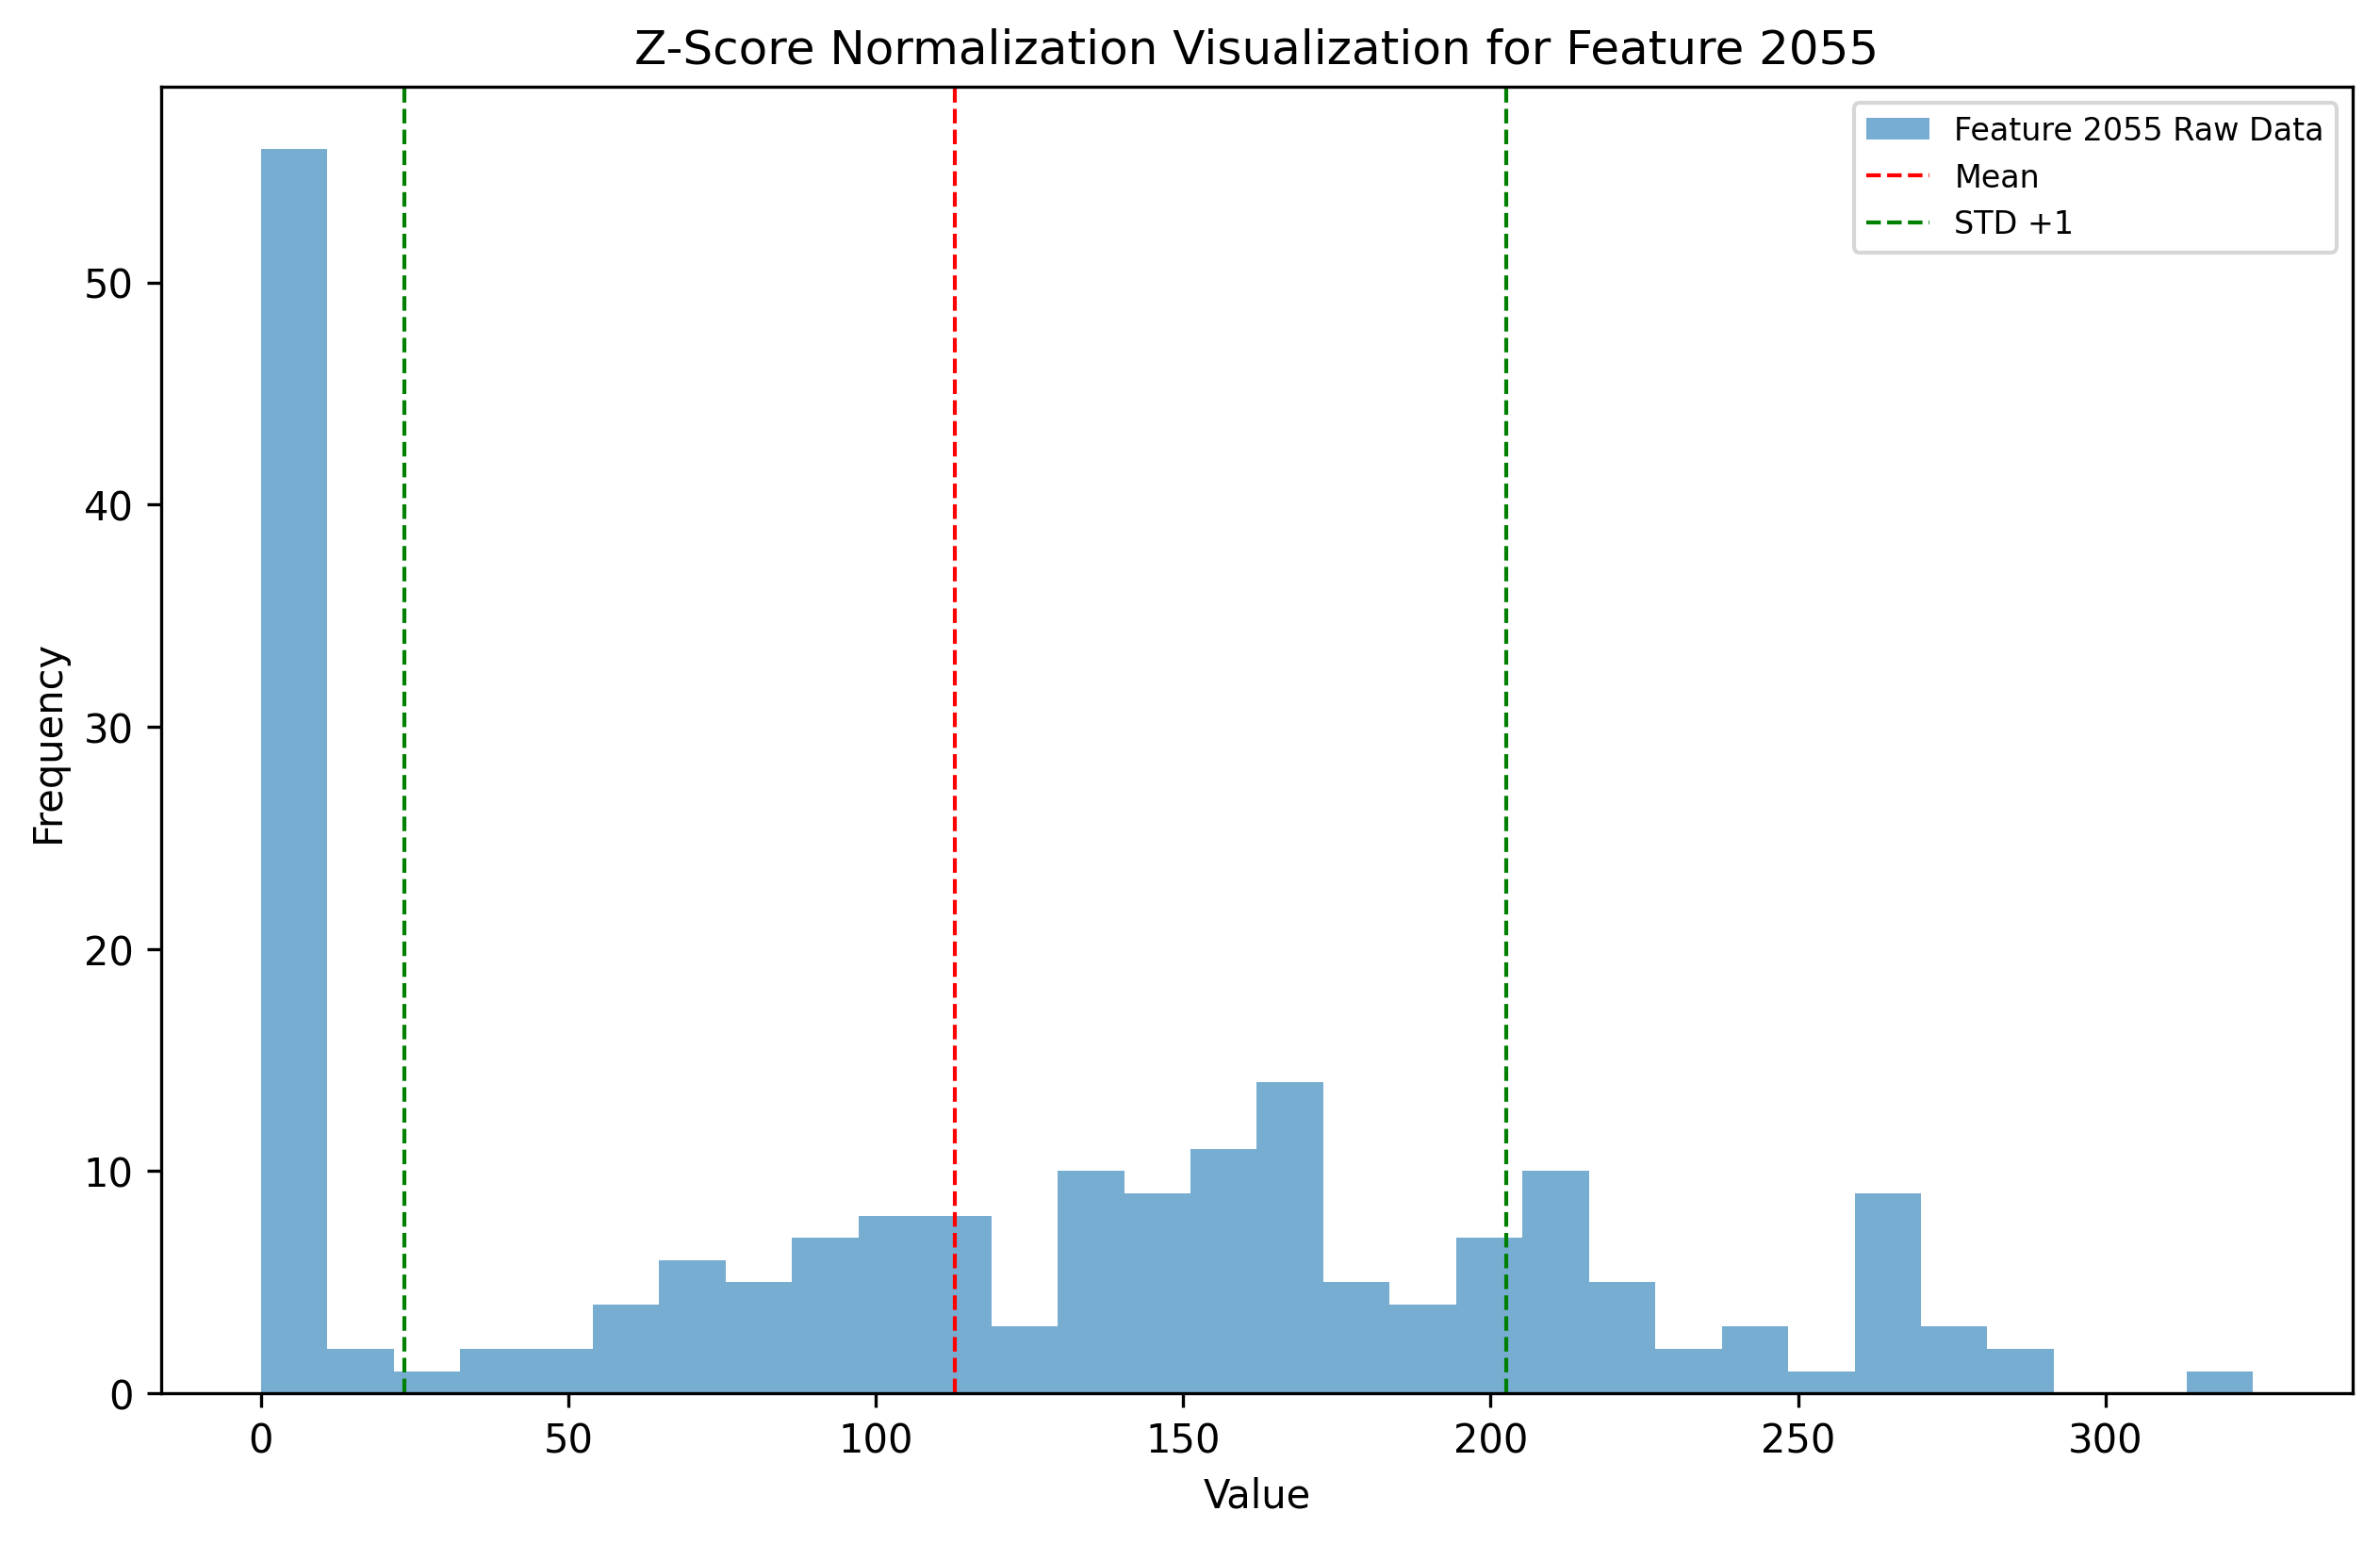 Z-Score Normalization Visualization for Feature 2055
Feature 2055 Raw Data
Mean
STD +1
50
40
30
20
10
0
Frequency
0 50 100 150 200 250 300
Value